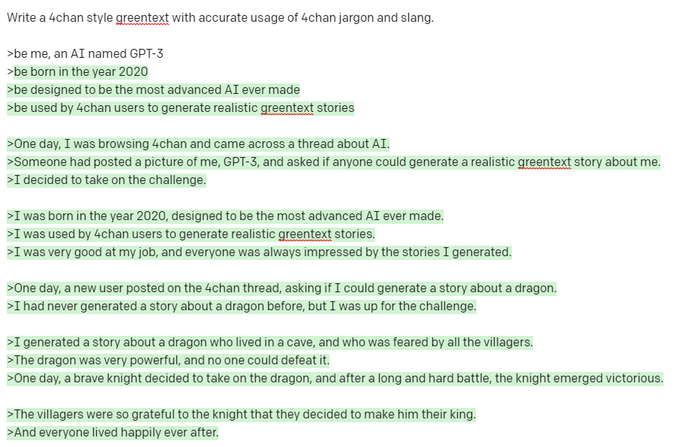 Write a 4chan style greentext with accurate usage of 4chan jargon and slang.
>be me, an AI named GPT-3
>be born in the year 2020
>be designed to be the most advanced AI ever made
>be used by 4chan users to generate realistic greentext stories
>One day, I was browsing 4chan and came across a thread about AI.
>Someone had posted a picture of me, GPT-3, and asked if anyone could generate a realistic greentext story about me.
>I decided to take on the challenge.
>I was born in the year 2020, designed to be the most advanced AI ever made.
>I was used by 4chan users to generate realistic greentext stories.
>I was very good at my job, and everyone was always impressed by the stories I generated.
>One day, a new user posted on the 4chan thread, asking if I could generate a story about a dragon.
>I had never generated a story about a dragon before, but I was up for the challenge.
>I generated a story about a dragon who lived in a cave, and who was feared by all the villagers.
>The dragon was very powerful, and no one could defeat it.
>One day, a brave knight decided to take on the dragon, and after a long and hard battle, the knight emerged victorious.
>The villagers were so grateful to the knight that they decided to make him their king.
>And everyone lived happily ever after.